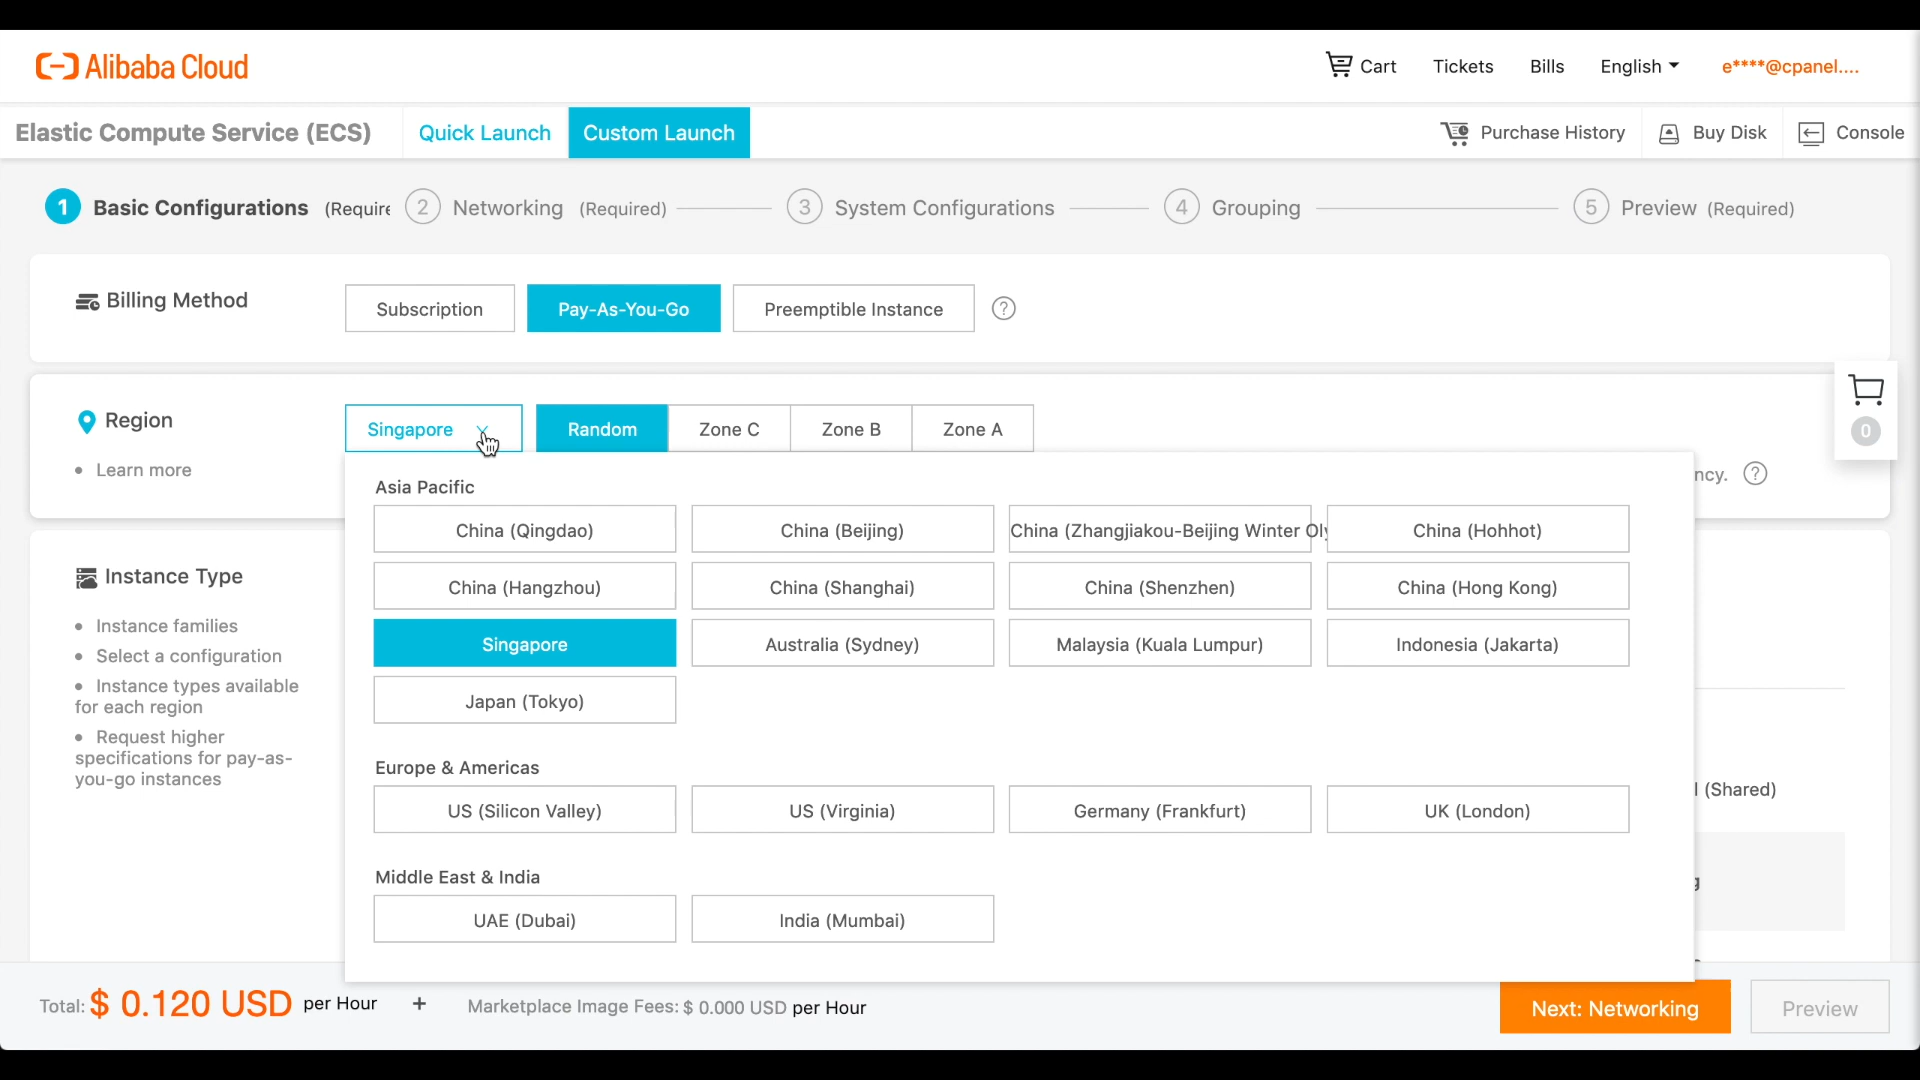 Alibaba Cloud
Cart
Tickets
Bills
English
e****@cpanel....
Elastic Compute Service (ECS)
Quick Launch
Custom Launch
Purchase History
Buy Disk
Console
1 Basic Configurations (Require
2 Networking (Required)
3 System Configurations
4 Grouping
5 Preview (Required)
Billing Method
Subscription
Pay-As-You-Go
Preemptible Instance
?
Region
Singapore
Random
Zone C
Zone B
Zone A
0
• Learn more
ncy. ?
Asia Pacific
China (Qingdao)
China (Beijing)
China (Zhangjiakou-Beijing Winter Oly
China (Hohhot)
China (Hangzhou)
China (Shanghai)
China (Shenzhen)
China (Hong Kong)
Singapore
Australia (Sydney)
Malaysia (Kuala Lumpur)
Indonesia (Jakarta)
Japan (Tokyo)
Europe & Americas
US (Silicon Valley)
US (Virginia)
Germany (Frankfurt)
UK (London)
Middle East & India
UAE (Dubai)
India (Mumbai)
Instance Type
• Instance families
• Select a configuration
• Instance types available
for each region
• Request higher
specifications for pay-as-
you-go instances
l (Shared)
g
Total: $ 0.120 USD per Hour
+
Marketplace Image Fees: $ 0.000 USD per Hour
Next: Networking
Preview